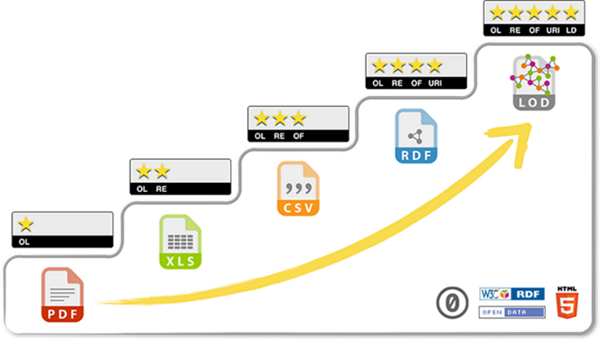 OL RE OF URI LD
OL RE OF URI
LOD
OL RE OF
RDF
OL RE
CSV
OL
XLS
PDF
0
W3C RDF
OPEN DATA
HTML
5